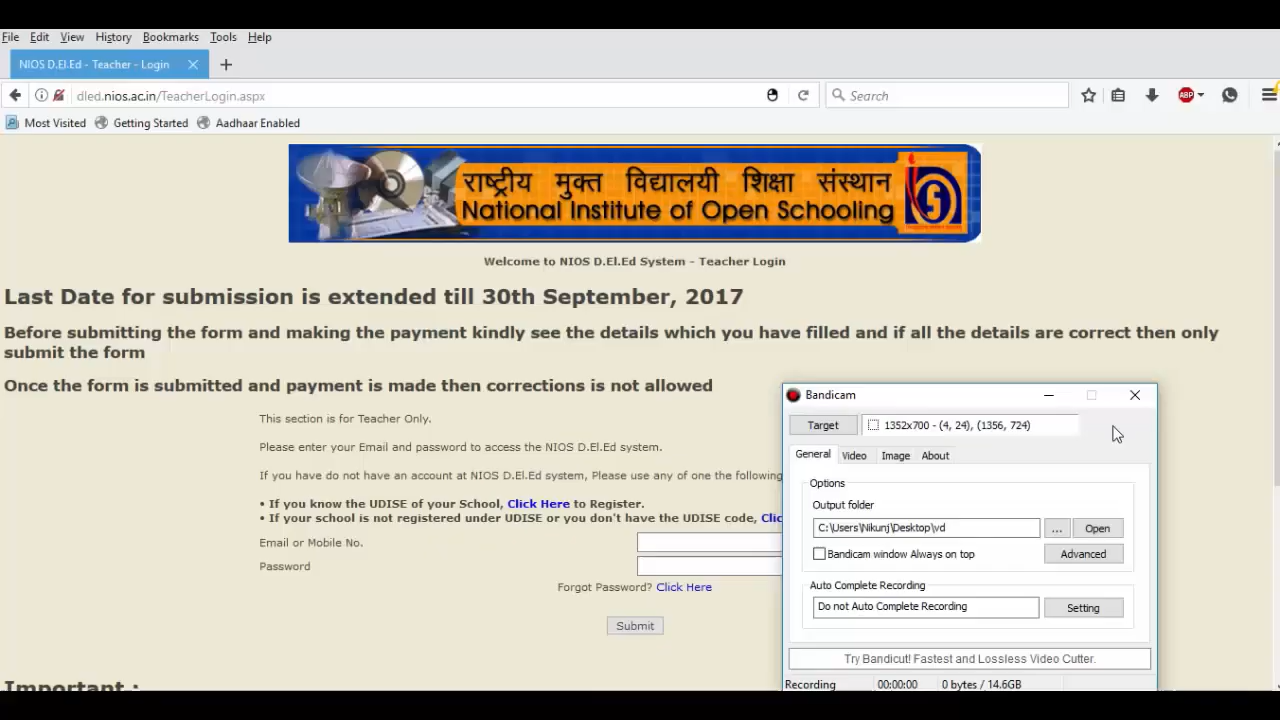 File Edit View History Bookmarks Tools Help
NIOS D.El.Ed - Teacher - Login
dled.nios.ac.in/TeacherLogin.aspx
Search
ABP
Most Visited Getting Started Aadhaar Enabled
राष्ट्रीय मुक्त विद्यालयी शिक्षा संस्थान
National Institute of Open Schooling
Welcome to NIOS D.El.Ed System - Teacher Login
Last Date for submission is extended till 30th September, 2017
Before submitting the form and making the payment kindly see the details which you have filled and if all the details are correct then only
submit the form
Once the form is submitted and payment is made then corrections is not allowed
This section is for Teacher Only.
Please enter your Email and password to access the NIOS D.El.Ed system.
If you have do not have an account at NIOS D.El.Ed system, Please use any of one the following
• If you know the UDISE of your School, Click Here to Register.
• If your school is not registered under UDISE or you don't have the UDISE code, Clic
Email or Mobile No.
Password
Forgot Password? Click Here
Submit
Important :
Bandicam
Target 1352x700 - (4, 24), (1356, 724)
General Video Image About
Options
Output folder
C:\Users\Nikunj\Desktop\vd ... Open
Bandicam window Always on top Advanced
Auto Complete Recording
Do not Auto Complete Recording Setting
Try Bandicut! Fastest and Lossless Video Cutter.
Recording 00:00:00 0 bytes / 14.6GB